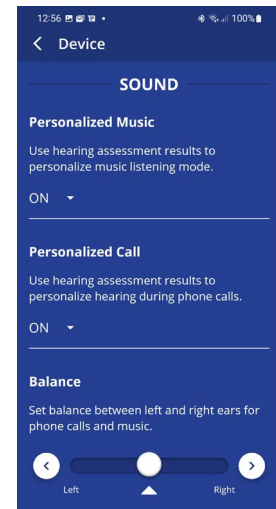 12:56 100%
Device
SOUND
Personalized Music
Use hearing assessment results to
personalize music listening mode.
ON
Personalized Call
Use hearing assessment results to
personalize hearing during phone calls.
ON
Balance
Set balance between left and right ears for
phone calls and music.
Left Right